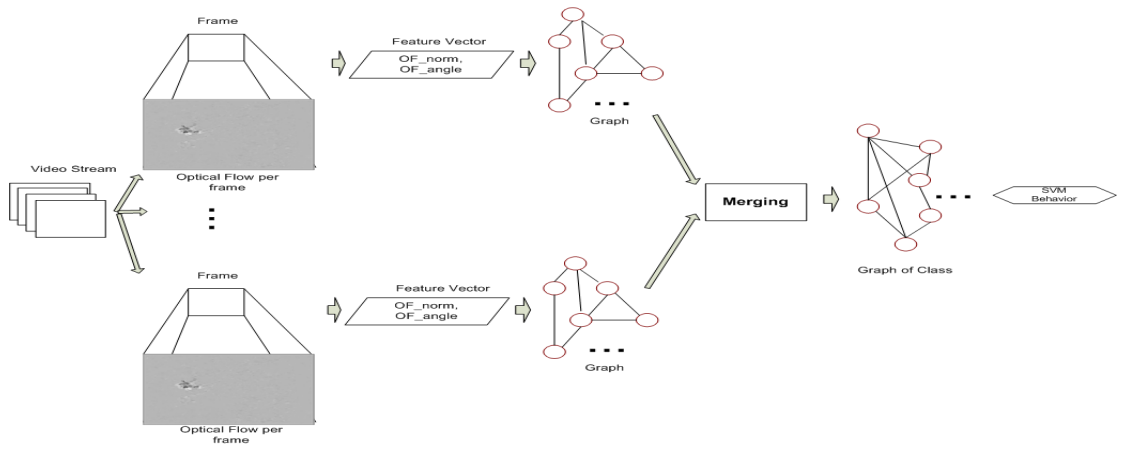 Frame
Feature Vector
OF_norm,
OF_angle
Graph
Optical Flow per
frame
Video Stream
Merging
SVM
Behavior
Graph of Class
Frame
Feature Vector
OF_norm,
OF_angle
Graph
Optical Flow per
frame